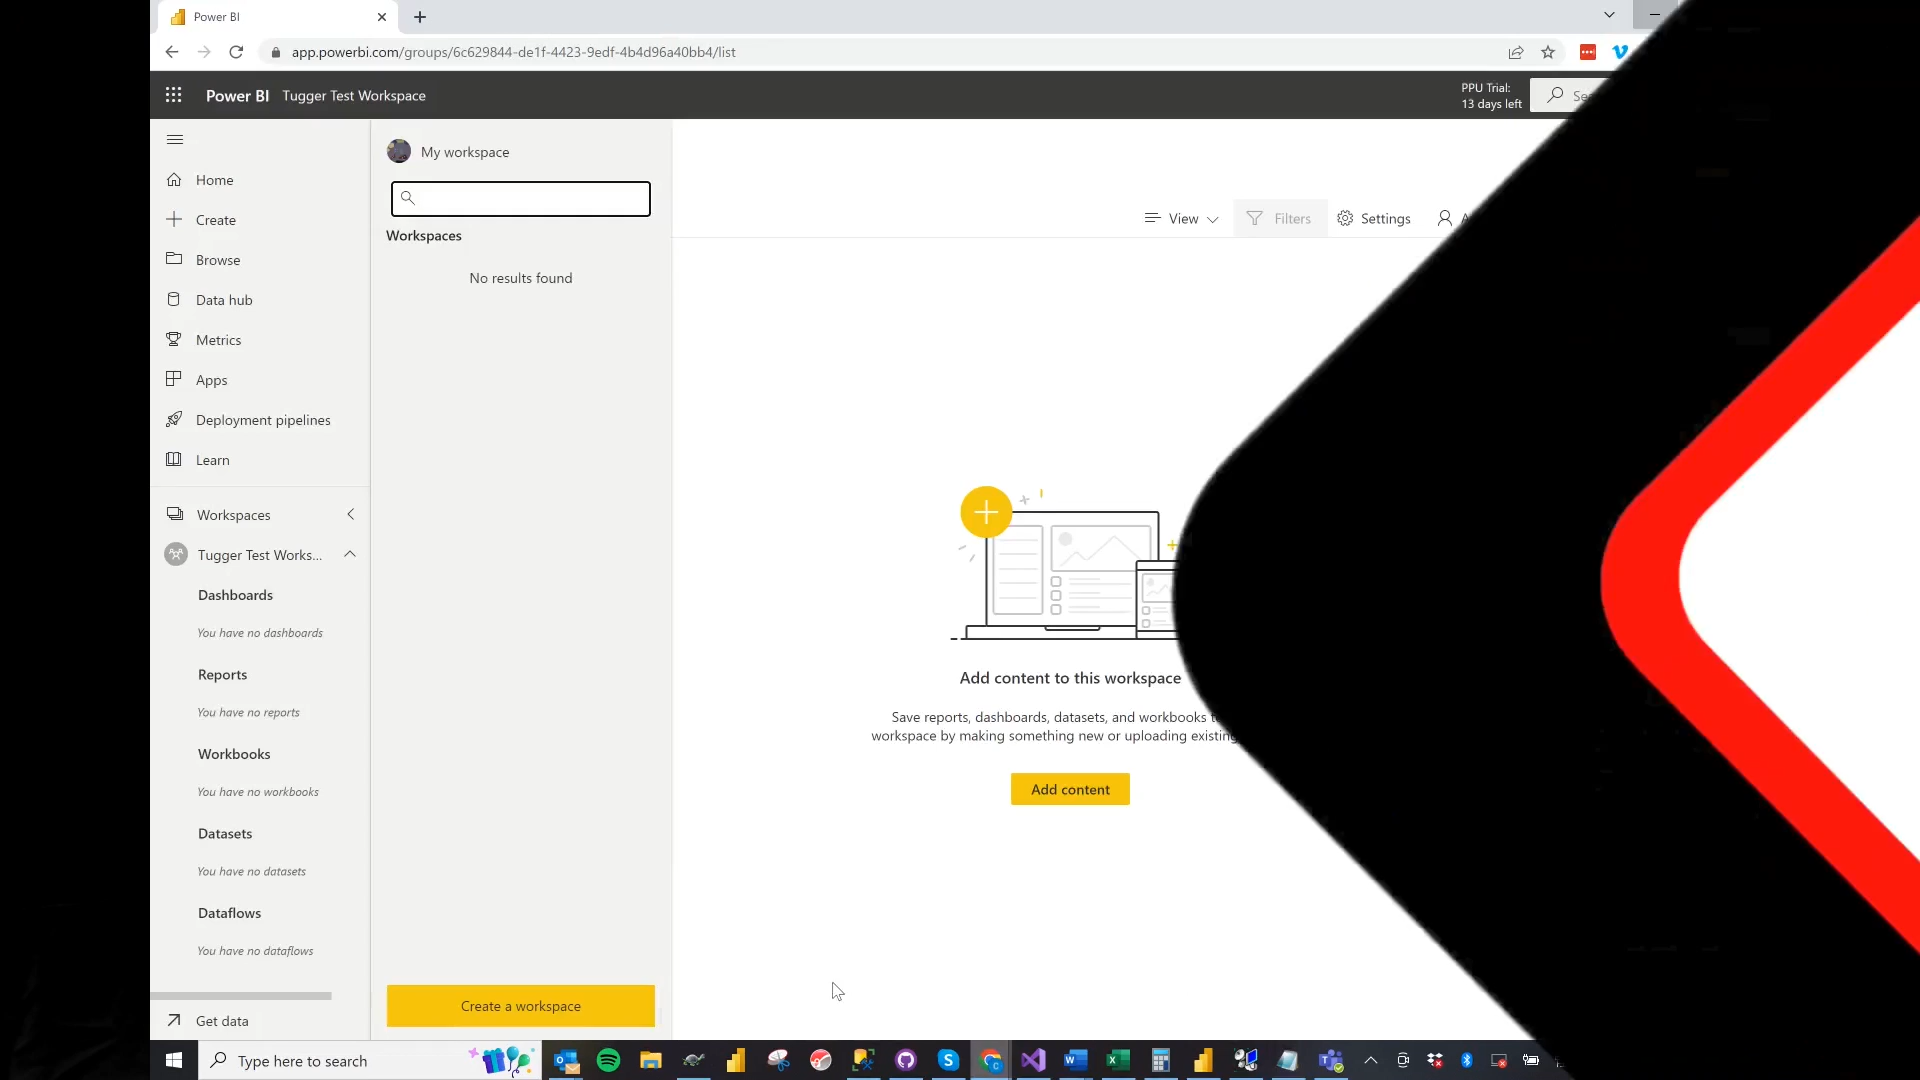 Power BI
app.powerbi.com/groups/6c629844-de1f-4423-9edf-4b4d96a40bb4/list
Power BI Tugger Test Workspace
PPU Trial:
13 days left
My workspace
Home
Create
Browse
Data hub
Metrics
Apps
Deployment pipelines
Learn
Workspaces
Tugger Test Works...
Dashboards
You have no dashboards
Reports
You have no reports
Workbooks
You have no workbooks
Datasets
You have no datasets
Dataflows
You have no dataflows
Get data
Workspaces
No results found
Create a workspace
View
Filters
Settings
Add content to this workspace
Save reports, dashboards, datasets, and workbooks
workspace by making something new or uploading existing
Add content
Type here to search